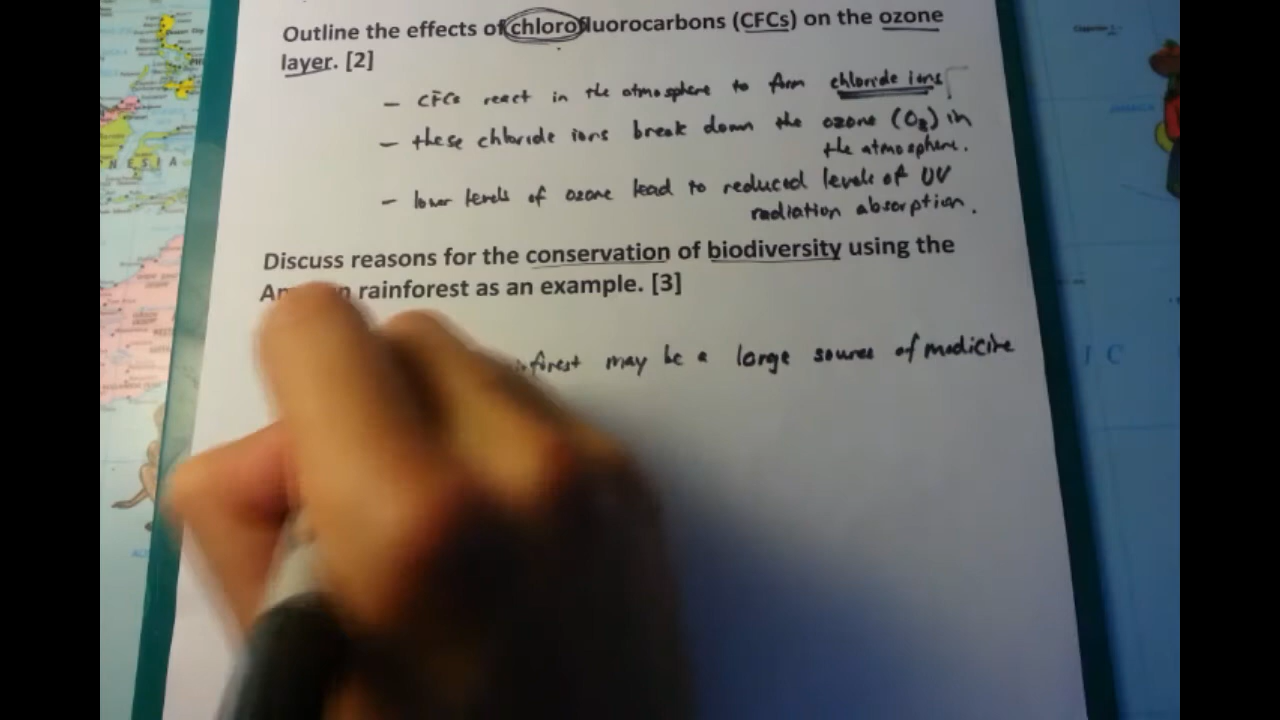 Outline the effects of chlorofluorocarbons (CFCs) on the ozone
layer. [2]
- CFCs react in the atmosphere to form chloride ions
- these chloride ions break down the ozone (O3) in
the atmosphere.
- lower levels of ozone lead to reduced levels of UV
radiation absorption.
Discuss reasons for the conservation of biodiversity using the
rainforest as an example. [3]
may be a large source of medicine
NESIA